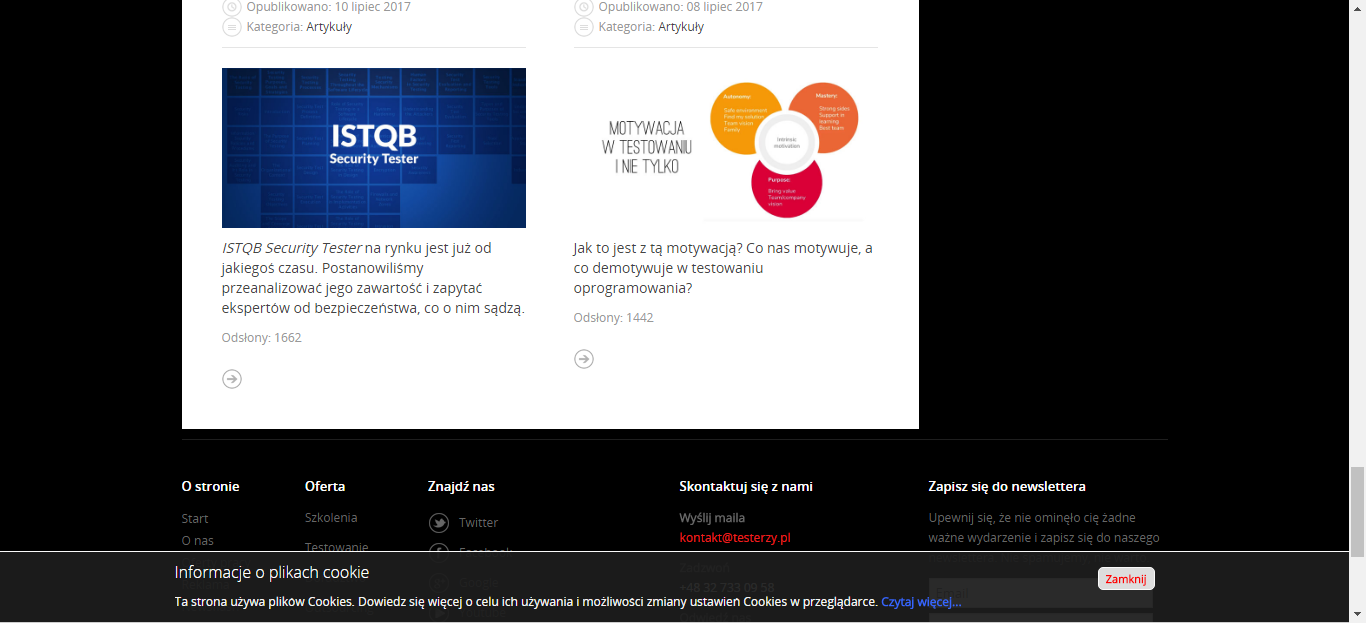 Opublikowano: 10 lipiec 2017
Kategoria: Artykuły
ISTQB
Security Tester
ISTQB Security Tester na rynku jest już od
jakiegoś czasu. Postanowiliśmy
przeanalizować jego zawartość i zapytać
ekspertów od bezpieczeństwa, co o nim sądzą.
Odsłony: 1662
Opublikowano: 08 lipiec 2017
Kategoria: Artykuły
MOTYWACJA
W TESTOWANIU
I NIE TYLKO
Autonomy:
Safe environment
Find my solution
Team vision
Family
Mastery:
Strong sides
Support in
learning
Best team
Intrinsic
motivation
Purpose:
Bring value
Team/company
vision
Jak to jest z tą motywacją? Co nas motywuje, a
co demotywuje w testowaniu
oprogramowania?
Odsłony: 1442
O stronie
Start
O nas
Oferta
Szkolenia
Testowanie
Znajdź nas
Twitter
Facebook
Google
Skontaktuj się z nami
Wyślij maila
kontakt@testerzy.pl
Zadzwoń
+48 32 733 09 58
Zapisz się do newslettera
Upewnij się, że nie ominęło cię żadne
ważne wydarzenie i zapisz się do naszego
Informacje o plikach cookie
Zamknij
Ta strona używa plików Cookies. Dowiedz się więcej o celu ich używania i możliwości zmiany ustawień Cookies w przeglądarce. Czytaj więcej...